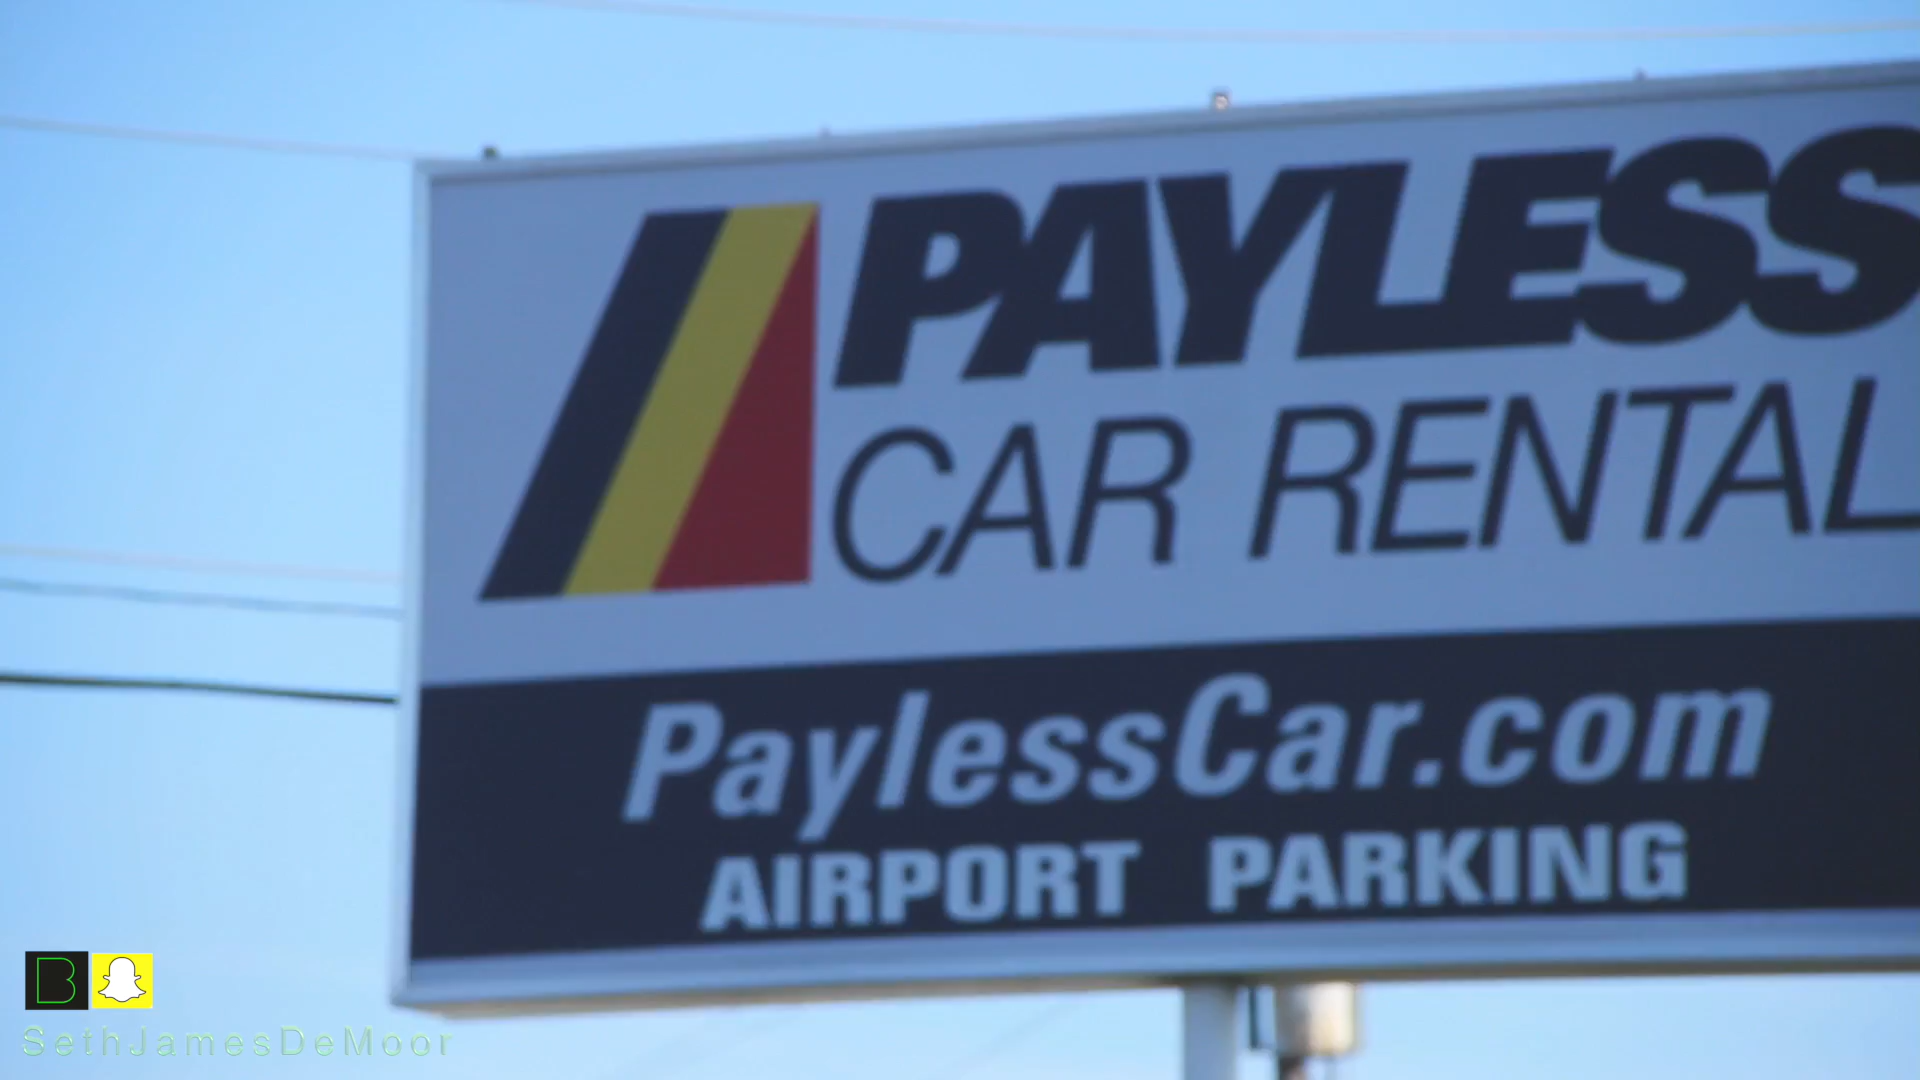 PAYLESS
CAR RENTAL
PaylessCar.com
AIRPORT PARKING
B
SethJamesDeMoor